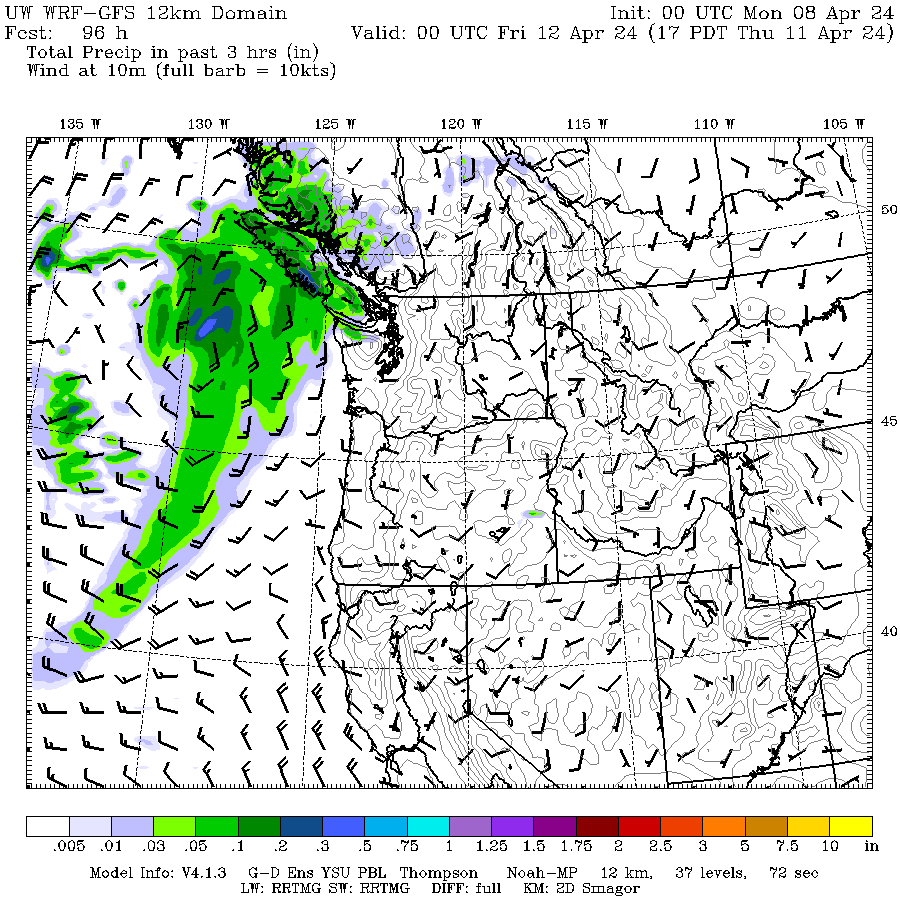 UW WRF-GFS 12km Domain Init: 00 UTC Mon 08 Apr 24
Fcst: 96 h Valid: 00 UTC Fri 12 Apr 24 (17 PDT Thu 11 Apr 24)
Total Precip in past 3 hrs (in)
Wind at 10m (full barb = 10kts)
135 W 130 W 125 W 120 W 115 W 110 W 105 W
50
45
40
.005 .01 .03 .05 .1 .2 .3 .5 .75 1 1.25 1.5 1.75 2 2.5 3 5 7.5 10 in
Model Info: V4.1.3 G-D Ens YSU PBL Thompson Noah-MP 12 km, 37 levels, 72 sec
LW: RRTMG SW: RRTMG DIFF: full KM: 2D Smagor